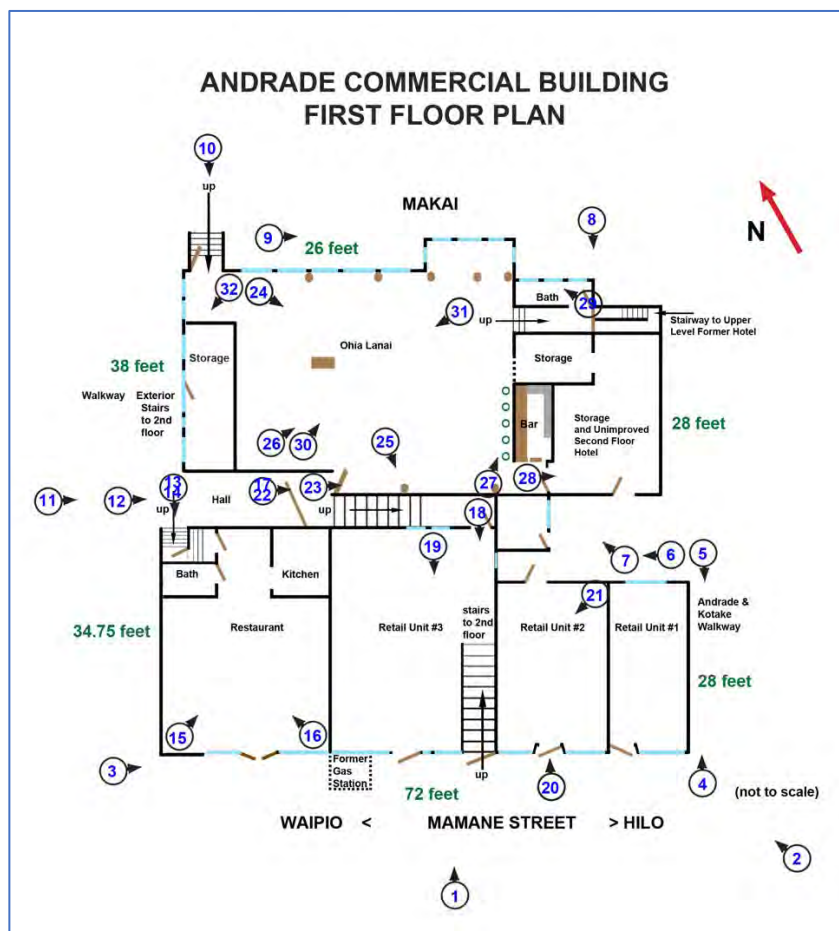 ANDRADE COMMERCIAL BUILDING
FIRST FLOOR PLAN
10
up
MAKAI
N
8
9
26 feet
32
24
31
Bath
29
up
Stairway to Upper
Level Former Hotel
Ohia Lanai
Storage
Storage
38 feet
Walkway
Exterior
Stairs
to 2nd
floor
Bar
Storage
and Unimproved
Second Floor
Hotel
28 feet
26
30
25
27
28
11
12
13
14
up
Hall
17
22
23
up
18
19
7
6
5
Bath
Kitchen
21
Andrade &
Kotake
Walkway
34.75 feet
Restaurant
Retail Unit #3
stairs
to 2nd
floor
Retail Unit #2
Retail Unit #1
28 feet
15
16
3
Former
Gas
Station
up
20
4
(not to scale)
72 feet
WAIPIO < MAMANE STREET > HILO
2
1